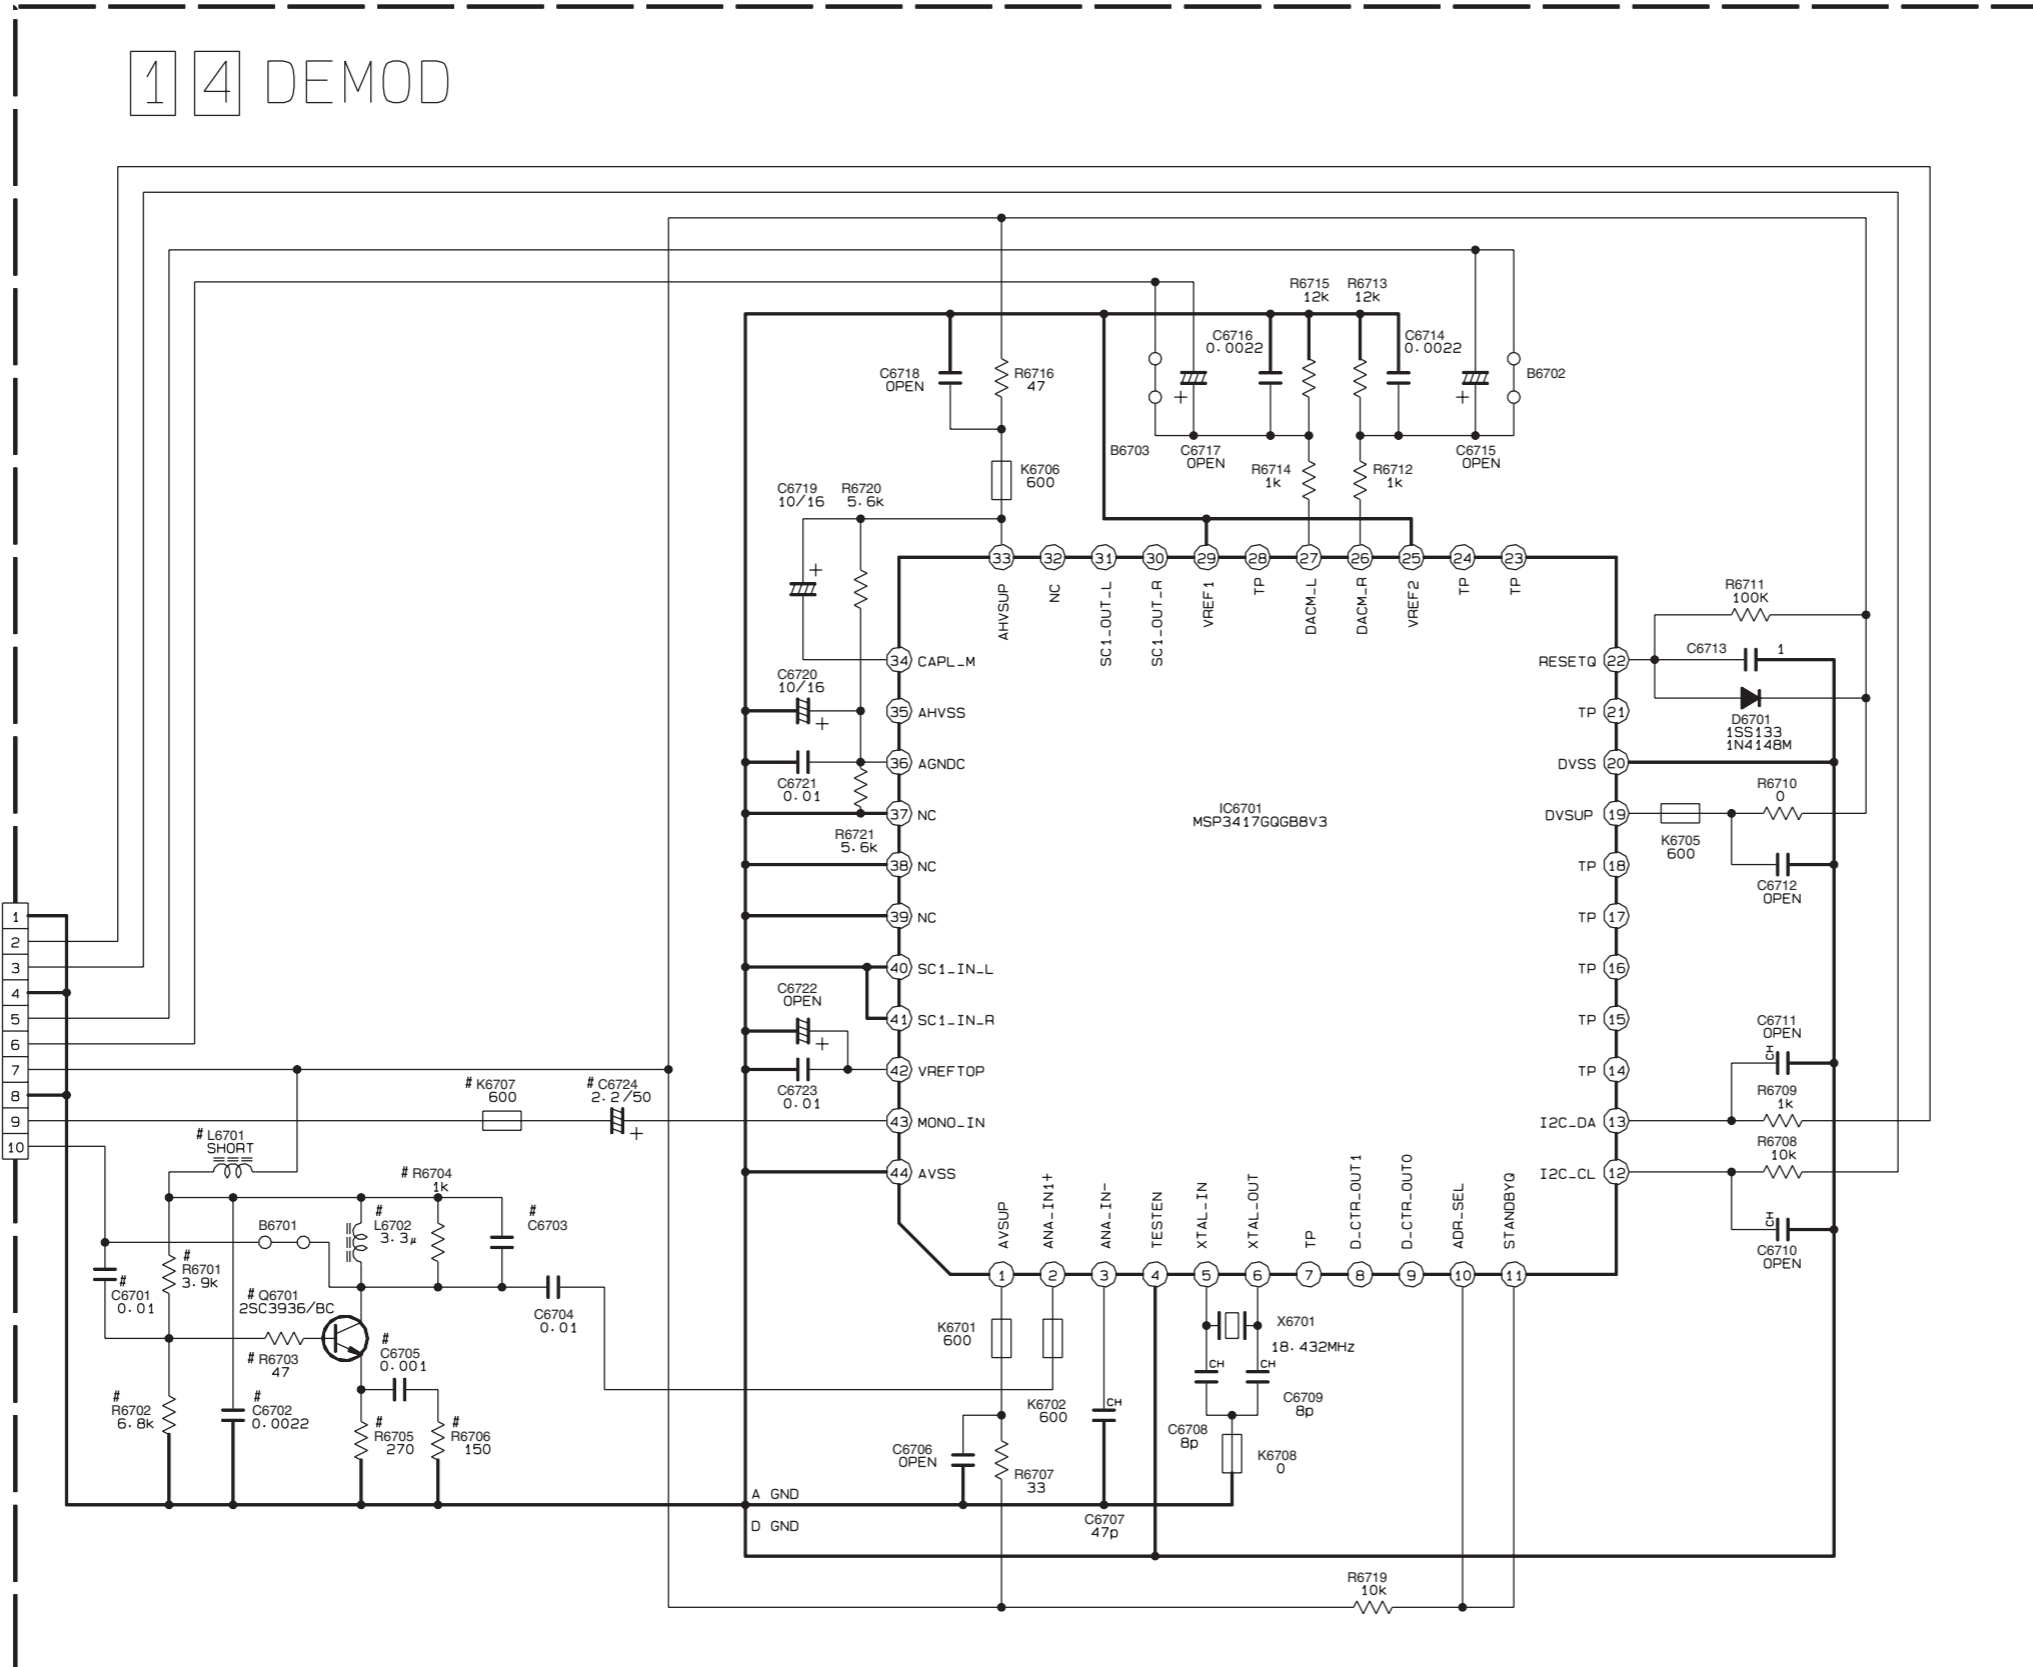 14 DEMOD
R6715 R6713
12k 12k
C6716 C6714
0.0022 0.0022
C6718
OPEN
R6716
47
B6702
+ +
B6703
C6717
OPEN
C6715
OPEN
K6706
600
R6714
1k
R6712
1k
C6719
10/16
R6720
5.6k
+
33 32 31 30 29 28 27 26 25 24 23
AHVSUP
NC
SC1_OUT_L
SC1_OUT_R
VREF1
TP
DACM_L
DACM_R
VREF2
TP
TP
R6711
100K
34 CAPL_M
RESETQ 22
C6713 1
C6720
10/16
+
35 AHVSS
TP 21
D6701
1SS133
1N4148M
36 AGNDC
DVSS 20
C6721
0.01
R6710
0
37 NC
IC6701
MSP3417GQGB8V3
DVSUP 19
R6721
5.6k
K6705
600
38 NC
TP 18
C6712
OPEN
39 NC
TP 17
40 SC1_IN_L
TP 16
C6722
OPEN
+
41 SC1_IN_R
TP 15
C6711
OPEN
CH
42 VREFTOP
TP 14
C6723
0.01
R6709
1k
1
2
3
4
5
6
7
8
9
10
# K6707
600
# C6724
2.2/50
+
43 MONO_IN
I2C_DA 13
R6708
10k
44 AVSS
I2C_CL 12
CH
C6710
OPEN
# L6701
SHORT
# R6704
1k
#
C6703
B6701
#
L6702
3.3μ
#
R6701
3.9k
#
C6701
0.01
# Q6701
2SC3936/BC
C6704
0.01
# R6703
47
#
C6705
0.001
#
R6702
6.8k
#
C6702
0.0022
#
R6705
270
#
R6706
150
AVSUP
ANA_IN1+
ANA_IN-
TESTEN
XTAL_IN
XTAL_OUT
TP
D_CTR_OUT1
D_CTR_OUT0
ADR_SEL
STANDBYQ
1 2 3 4 5 6 7 8 9 10 11
K6701
600
X6701
18.432MHz
CH CH
K6702
600
CH
C6709
8p
C6708
8p
C6706
OPEN
K6708
0
R6707
33
A GND
D GND
C6707
47p
R6719
10k